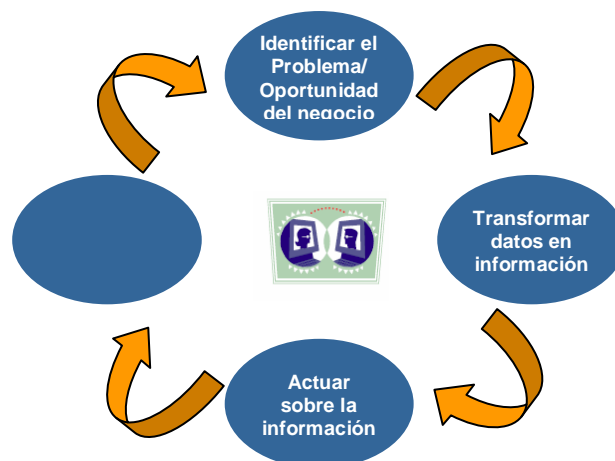 Identificar el
Problema/
Oportunidad
del negocio
Transformar
datos en
información
Actuar
sobre la
información